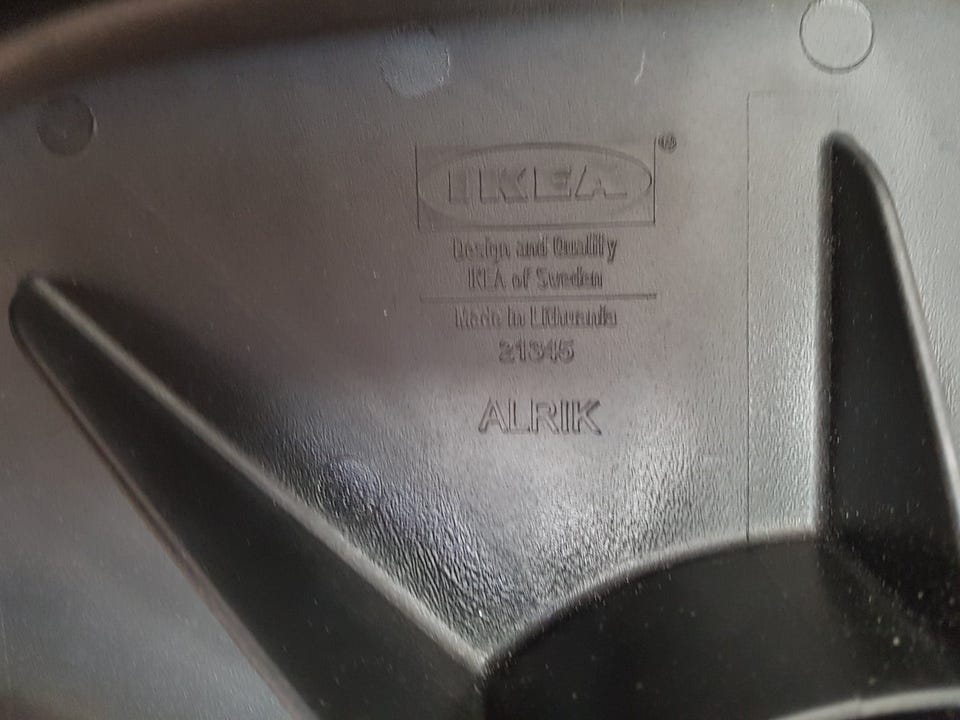 IKEA®
Design and Quality
IKEA of Sweden
Made in Lithuania
21345
ALRIK